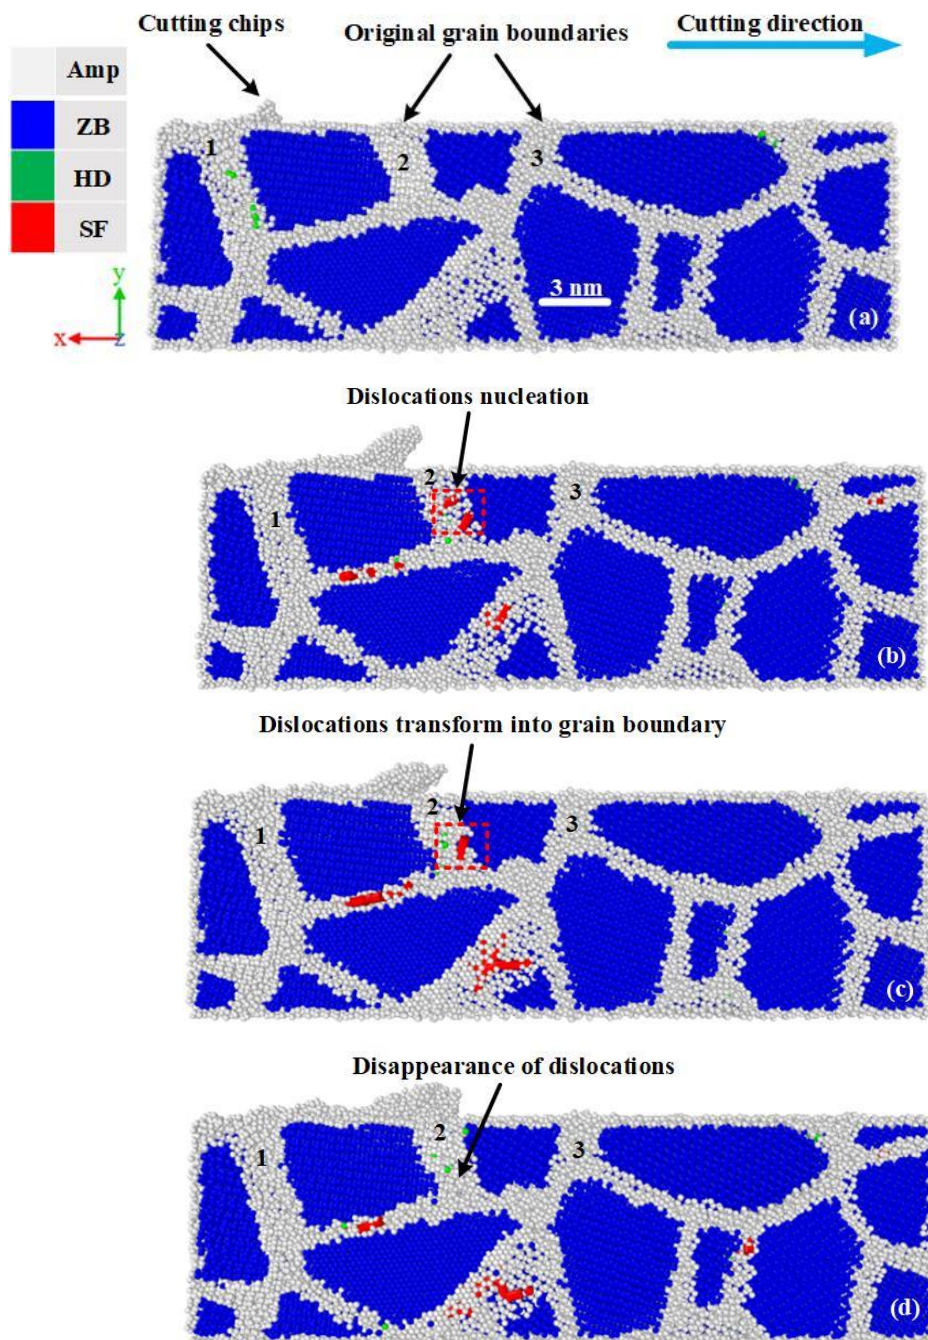 Cutting chips
Original grain boundaries
Cutting direction
Amp
ZB
HD
SF
1
2
3
y
x
z
3 nm
(a)
Dislocations nucleation
1
2
3
(b)
Dislocations transform into grain boundary
1
2
3
(c)
Disappearance of dislocations
1
2
3
(d)